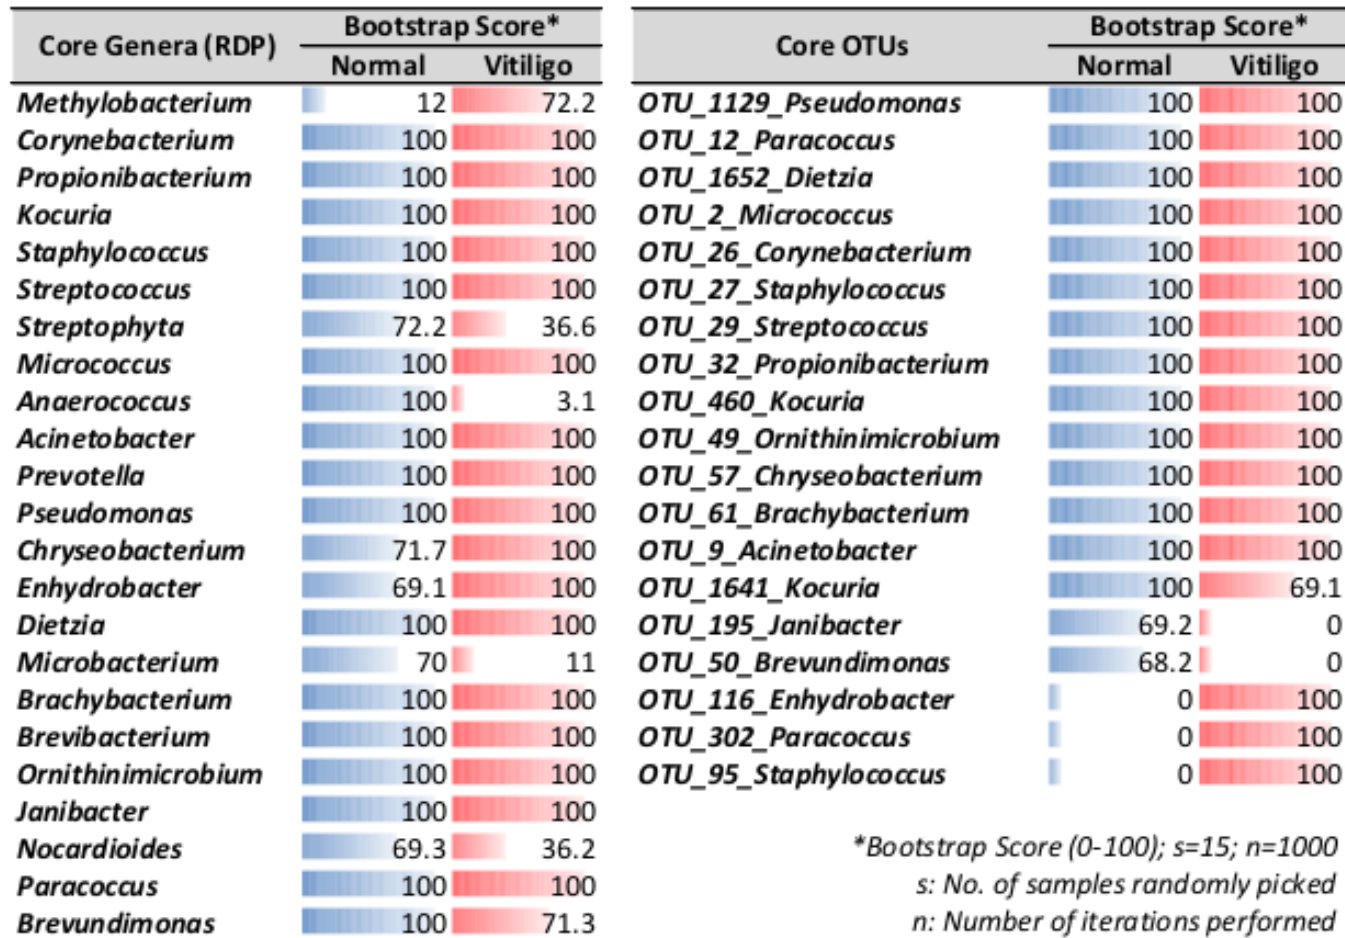 Core Genera (RDP) Bootstrap Score* Core OTUs Bootstrap Score*
Normal Vitiligo Normal Vitiligo
Methylobacterium 12 72.2 OTU_1129_Pseudomonas 100 100
Corynebacterium 100 100 OTU_12_Paracoccus 100 100
Propionibacterium 100 100 OTU_1652_Dietzia 100 100
Kocuria 100 100 OTU_2_Micrococcus 100 100
Staphylococcus 100 100 OTU_26_Corynebacterium 100 100
Streptococcus 100 100 OTU_27_Staphylococcus 100 100
Streptophyta 72.2 36.6 OTU_29_Streptococcus 100 100
Micrococcus 100 100 OTU_32_Propionibacterium 100 100
Anaerococcus 100 3.1 OTU_460_Kocuria 100 100
Acinetobacter 100 100 OTU_49_Ornithinimicrobium 100 100
Prevotella 100 100 OTU_57_Chryseobacterium 100 100
Pseudomonas 100 100 OTU_61_Brachybacterium 100 100
Chryseobacterium 71.7 100 OTU_9_Acinetobacter 100 100
Enhydrobacter 69.1 100 OTU_1641_Kocuria 100 69.1
Dietzia 100 100 OTU_195_Janibacter 69.2 0
Microbacterium 70 11 OTU_50_Brevundimonas 68.2 0
Brachybacterium 100 100 OTU_116_Enhydrobacter 0 100
Brevibacterium 100 100 OTU_302_Paracoccus 0 100
Ornithinimicrobium 100 100 OTU_95_Staphylococcus 0 100
Janibacter 100 100
Nocardioides 69.3 36.2 *Bootstrap Score (0-100); s=15; n=1000
Paracoccus 100 100 s: No. of samples randomly picked
Brevundimonas 100 71.3 n: Number of iterations performed